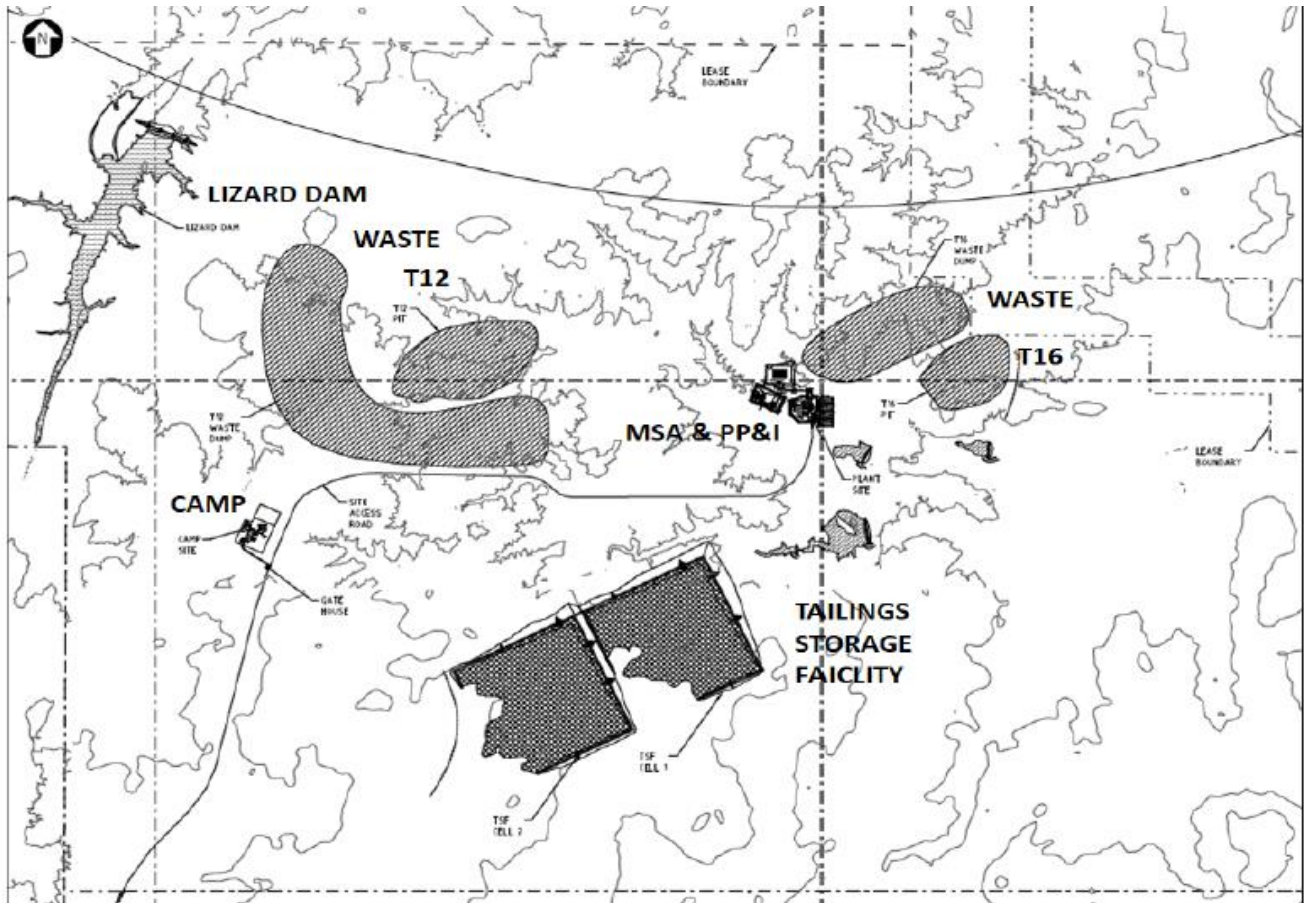 N
LEASE
BOUNDARY
LIZARD DAM
LIZARD DAM
WASTE
T12
T12
PIT
T16
WASTE
DUMP
WASTE
T16
T16
PIT
T12
WASTE
DUMP
MSA & PP&I
LEASE
BOUNDARY
PLANT
SITE
CAMP
SITE
ACCESS
ROAD
CAMP
SITE
GATE
HOUSE
TAILINGS
STORAGE
FAICLITY
TSF
CELL 1
TSF
CELL 2